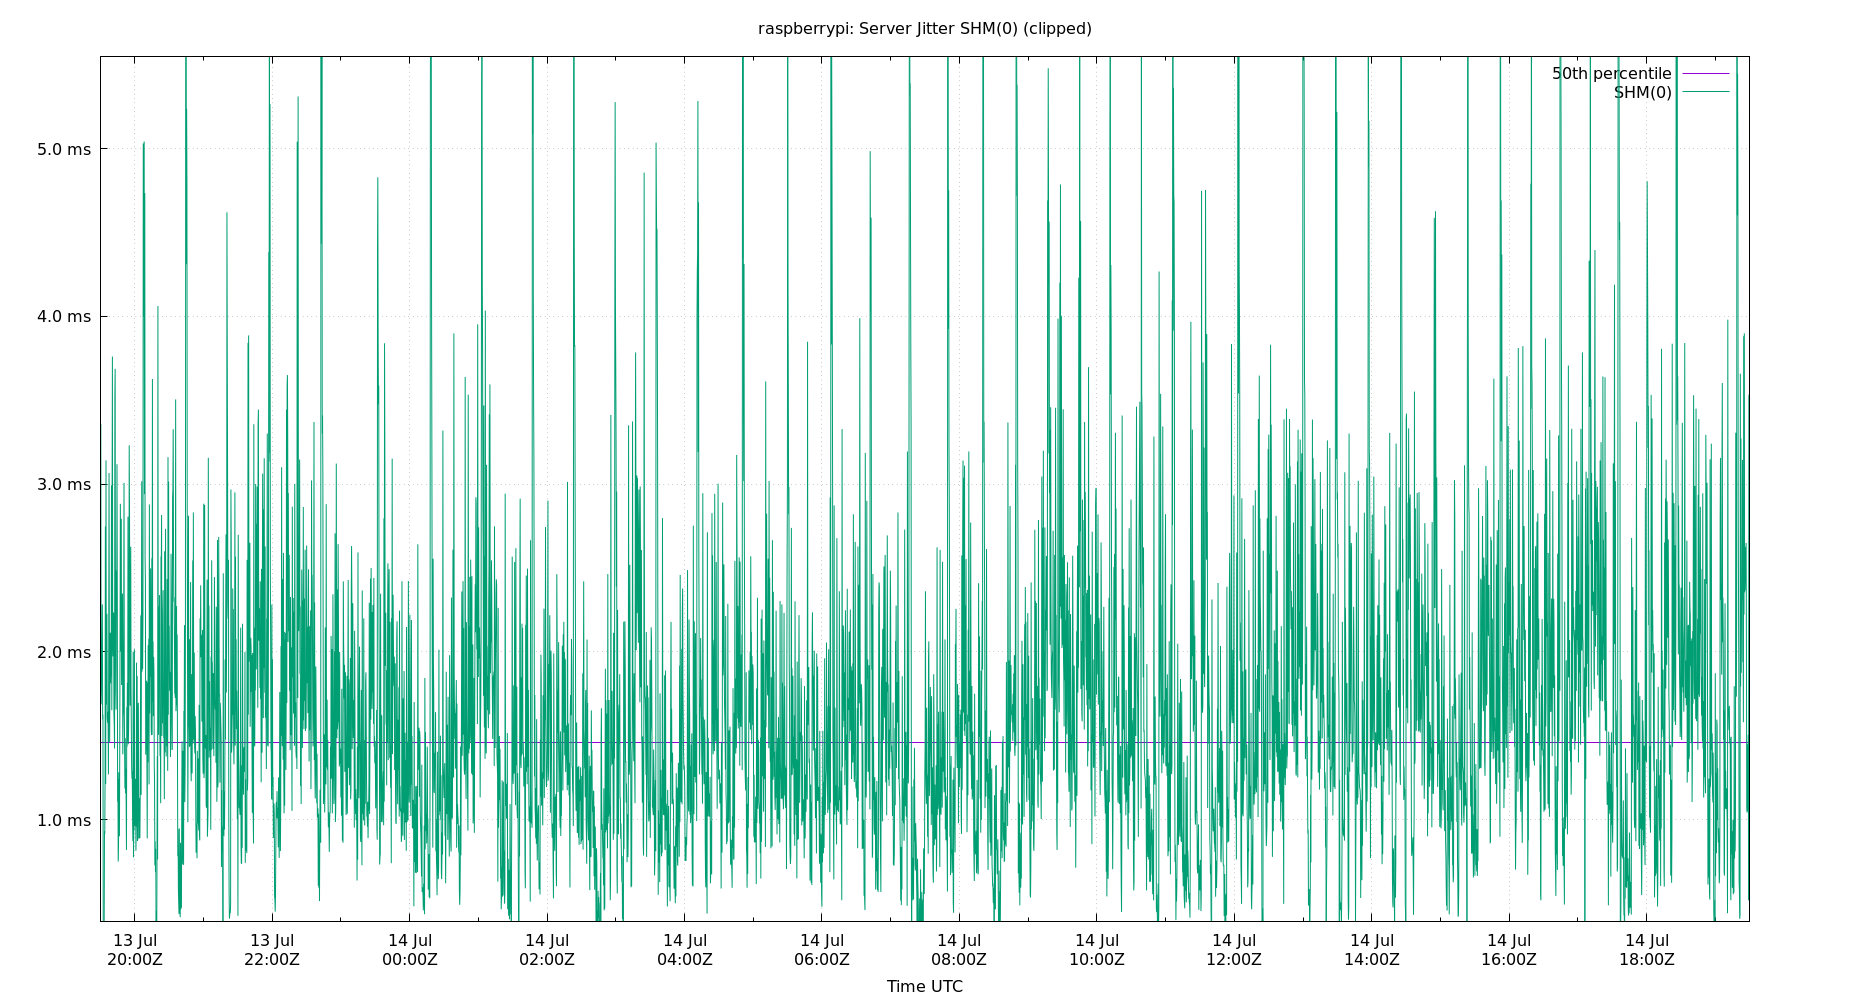 raspberrypi: Server Jitter SHM(0) (clipped)
50th percentile
SHM(0)
5.0 ms
4.0 ms
3.0 ms
2.0 ms
1.0 ms
13 Jul 13 Jul 14 Jul 14 Jul 14 Jul 14 Jul 14 Jul 14 Jul 14 Jul 14 Jul 14 Jul 14 Jul
20:00Z 22:00Z 00:00Z 02:00Z 04:00Z 06:00Z 08:00Z 10:00Z 12:00Z 14:00Z 16:00Z 18:00Z
Time UTC